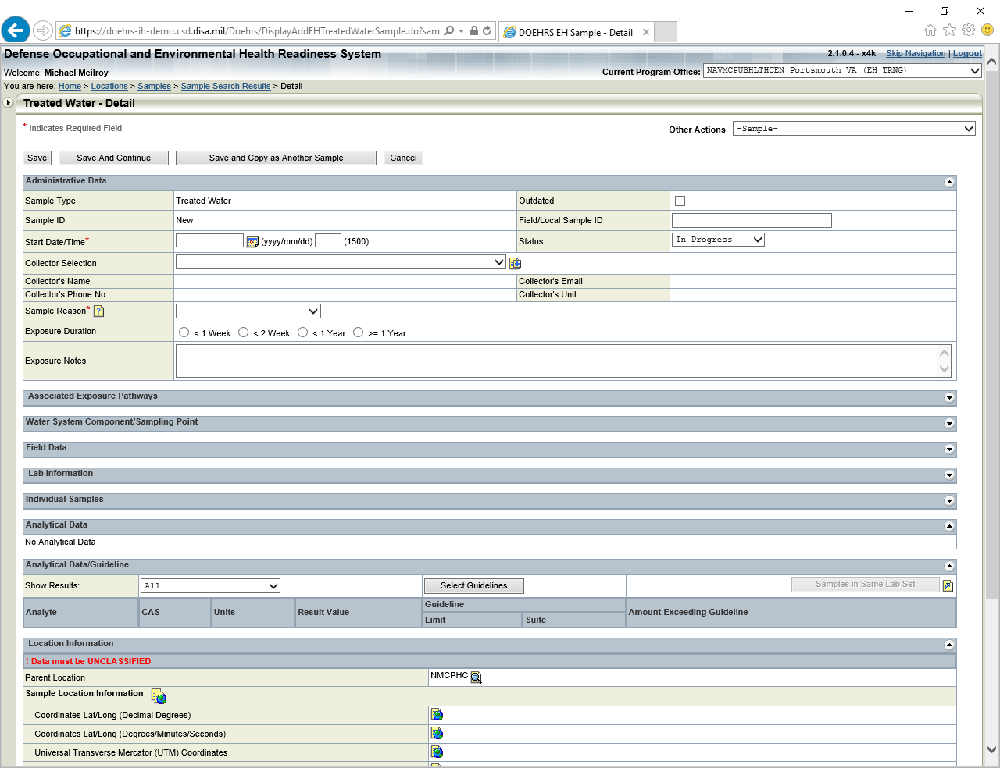 https://doehrs-ih-demo.csd.disa.mil/Doehrs/DisplayAddEHTreatedWaterSample.do?sam
DOEHRS EH Sample - Detail
Defense Occupational and Environmental Health Readiness System
2.1.0.4 - x4k Skip Navigation | Logout
Welcome, Michael Mcilroy
Current Program Office: NAVMCPUBHLTHCEN Portsmouth VA (EH TRNG)
You are here: Home > Locations > Samples > Sample Search Results > Detail
Treated Water - Detail
* Indicates Required Field
Other Actions -Sample-
Save Save And Continue Save and Copy as Another Sample Cancel
Administrative Data
Sample Type Treated Water Outdated
Sample ID New Field/Local Sample ID
Start Date/Time* (yyyy/mm/dd) (1500) Status In Progress
Collector Selection
Collector's Name Collector's Email
Collector's Phone No. Collector's Unit
Sample Reason* ?
Exposure Duration < 1 Week < 2 Week < 1 Year >= 1 Year
Exposure Notes
Associated Exposure Pathways
Water System Component/Sampling Point
Field Data
Lab Information
Individual Samples
Analytical Data
No Analytical Data
Analytical Data/Guideline
Show Results: All Select Guidelines Samples in Same Lab Set
Analyte CAS Units Result Value Guideline Amount Exceeding Guideline
Limit Suite
Location Information
! Data must be UNCLASSIFIED
Parent Location NMCPHC
Sample Location Information
Coordinates Lat/Long (Decimal Degrees)
Coordinates Lat/Long (Degrees/Minutes/Seconds)
Universal Transverse Mercator (UTM) Coordinates